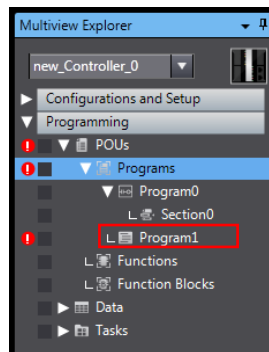 Multiview Explorer
new_Controller_0
Configurations and Setup
Programming
POUs
Programs
Program0
Section0
Program1
Functions
Function Blocks
Data
Tasks